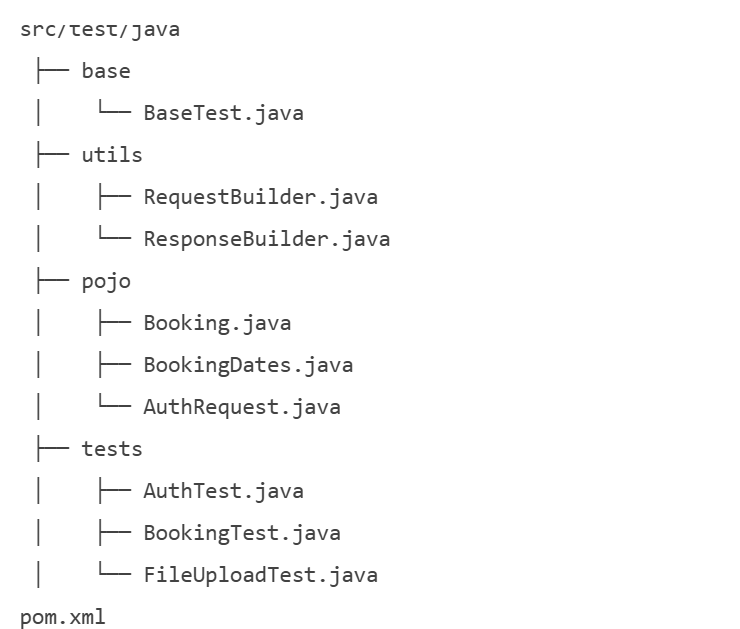 src/test/java
├── base
│   └── BaseTest.java
├── utils
│   ├── RequestBuilder.java
│   └── ResponseBuilder.java
├── pojo
│   ├── Booking.java
│   ├── BookingDates.java
│   └── AuthRequest.java
├── tests
│   ├── AuthTest.java
│   ├── BookingTest.java
│   └── FileUploadTest.java
pom.xml